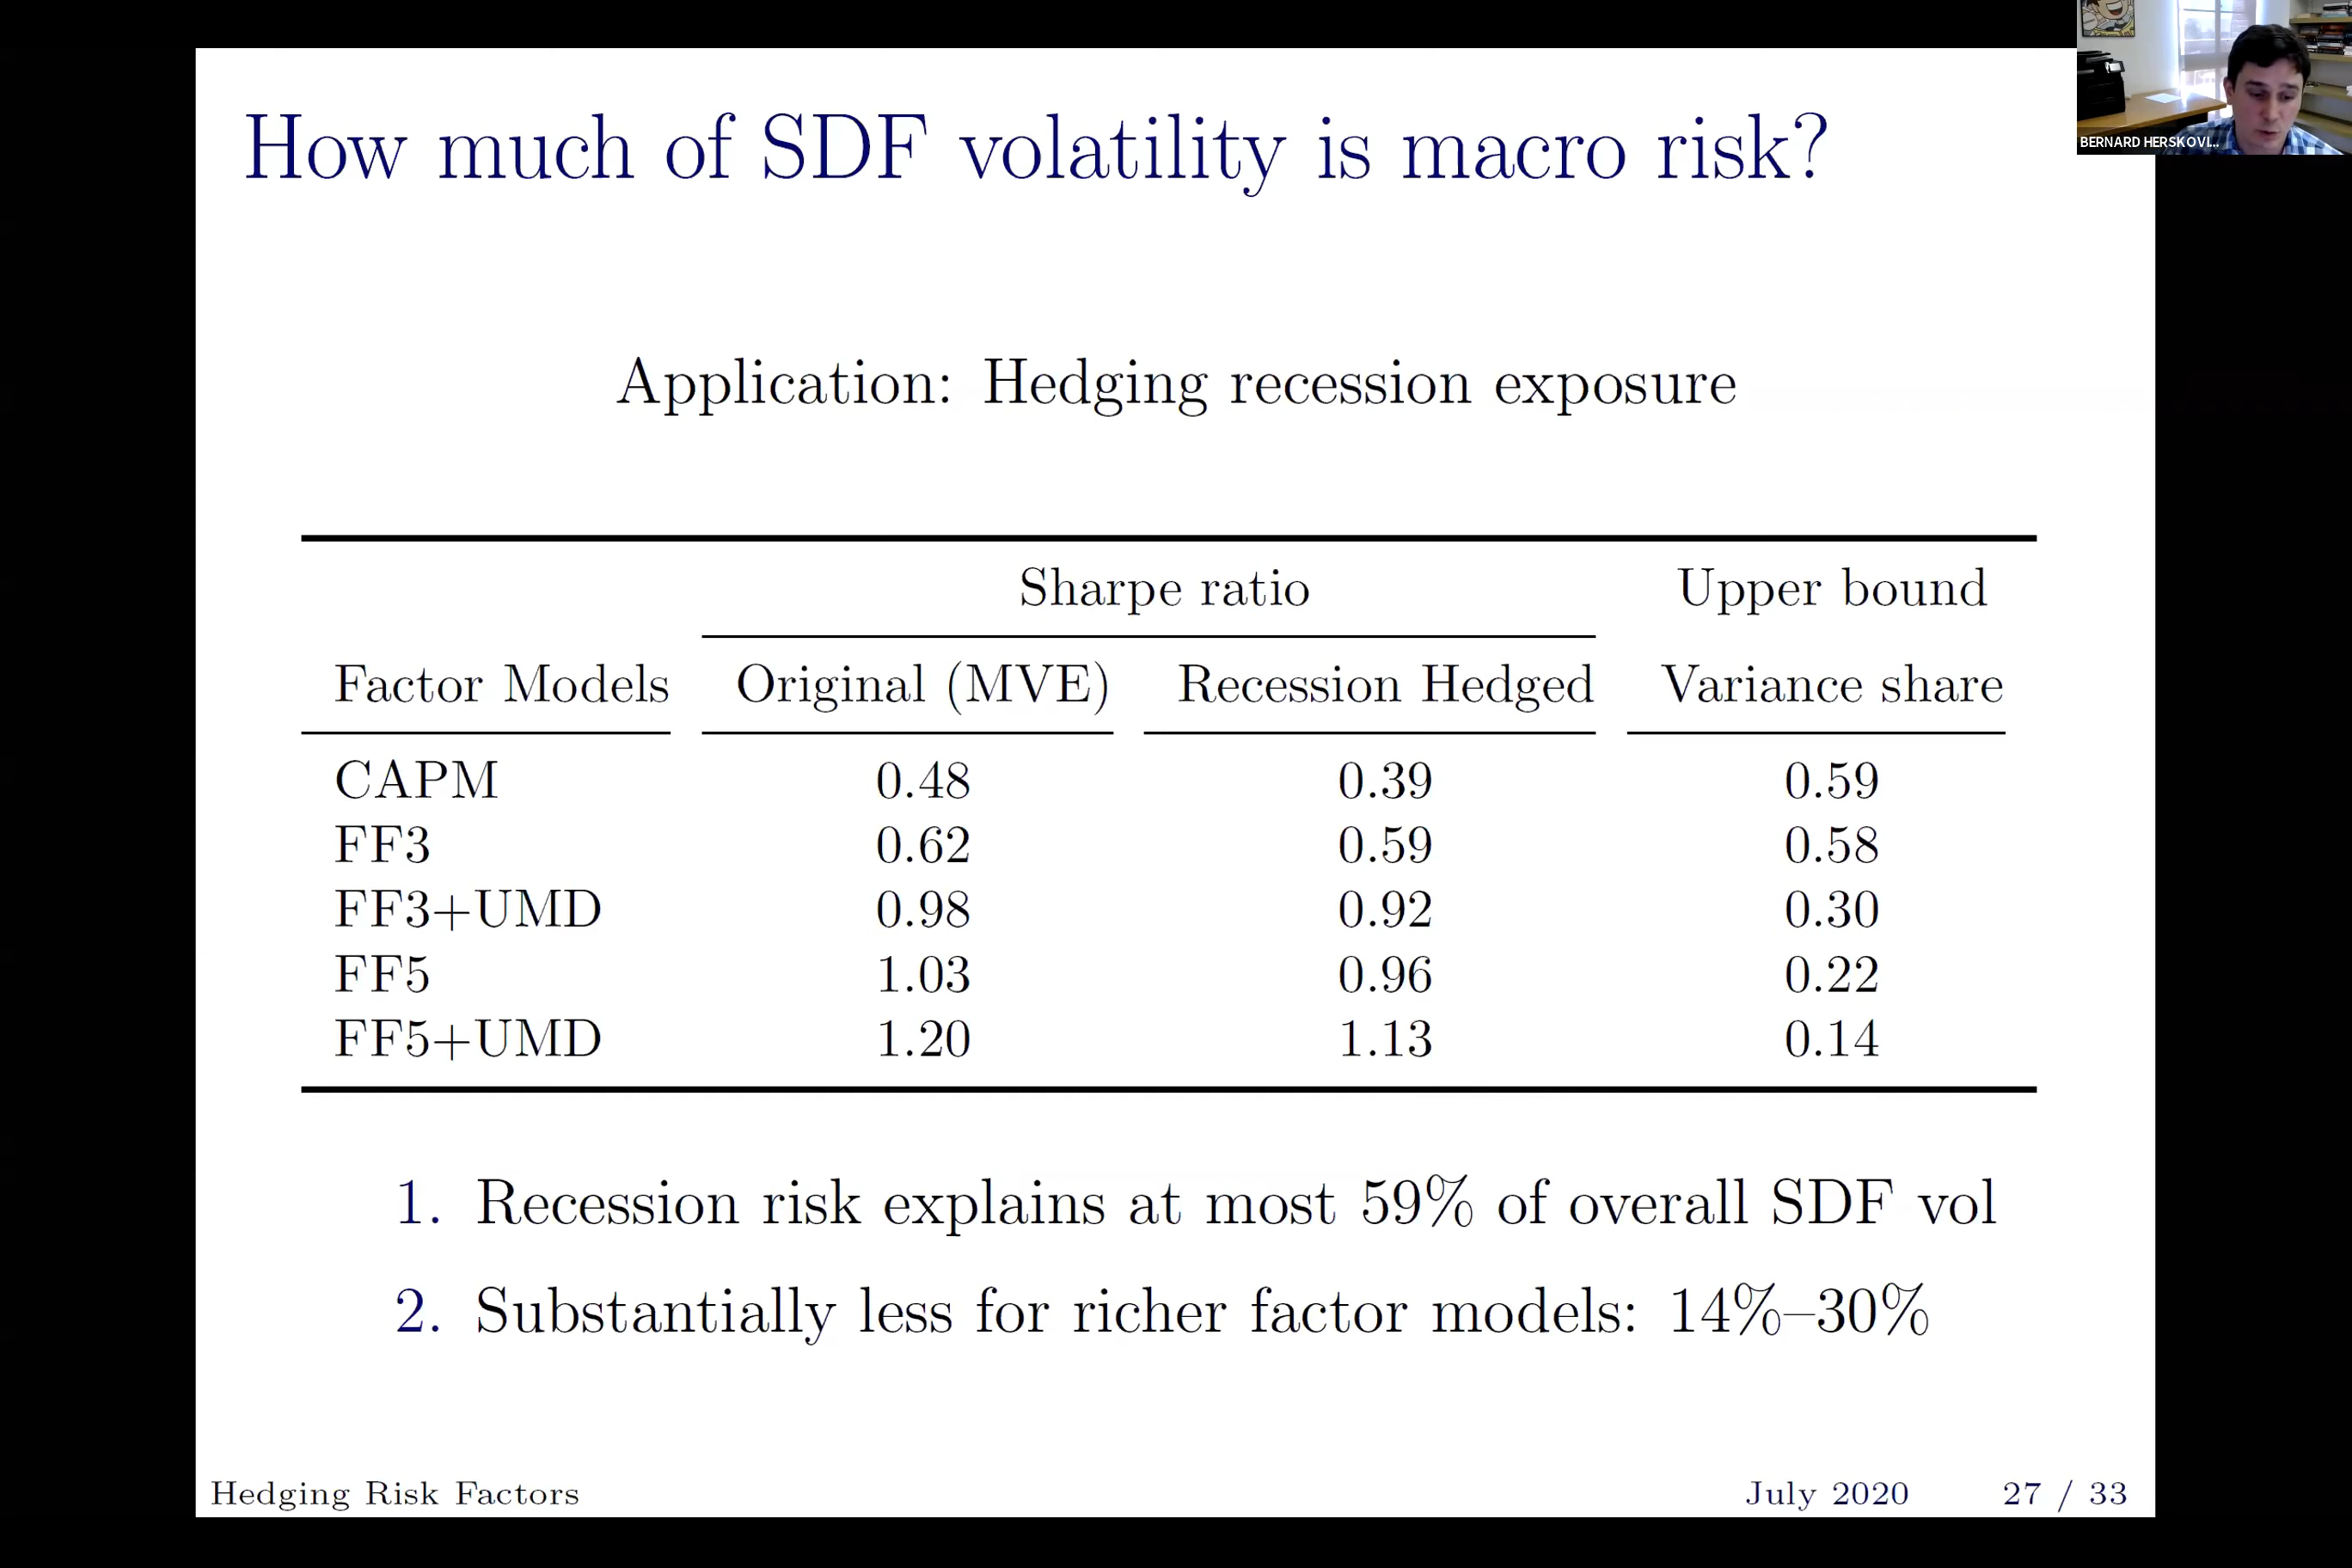 How much of SDF volatility is macro risk?
BERNARD HERSKOVI...
Application: Hedging recession exposure
Sharpe ratio Upper bound
Factor Models Original (MVE) Recession Hedged Variance share
CAPM 0.48 0.39 0.59
FF3 0.62 0.59 0.58
FF3+UMD 0.98 0.92 0.30
FF5 1.03 0.96 0.22
FF5+UMD 1.20 1.13 0.14
1. Recession risk explains at most 59% of overall SDF vol
2. Substantially less for richer factor models: 14%–30%
Hedging Risk Factors July 2020 27 / 33